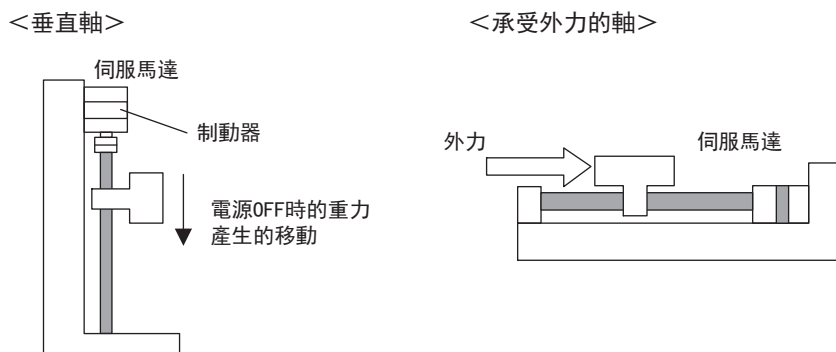 <垂直軸>
伺服馬達
制動器
電源OFF時的重力
產生的移動
<承受外力的軸>
外力
伺服馬達